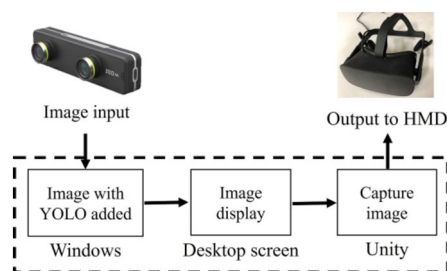 Image input
Output to HMD
Image with
YOLO added
Image
display
Capture
image
Windows
Desktop screen
Unity